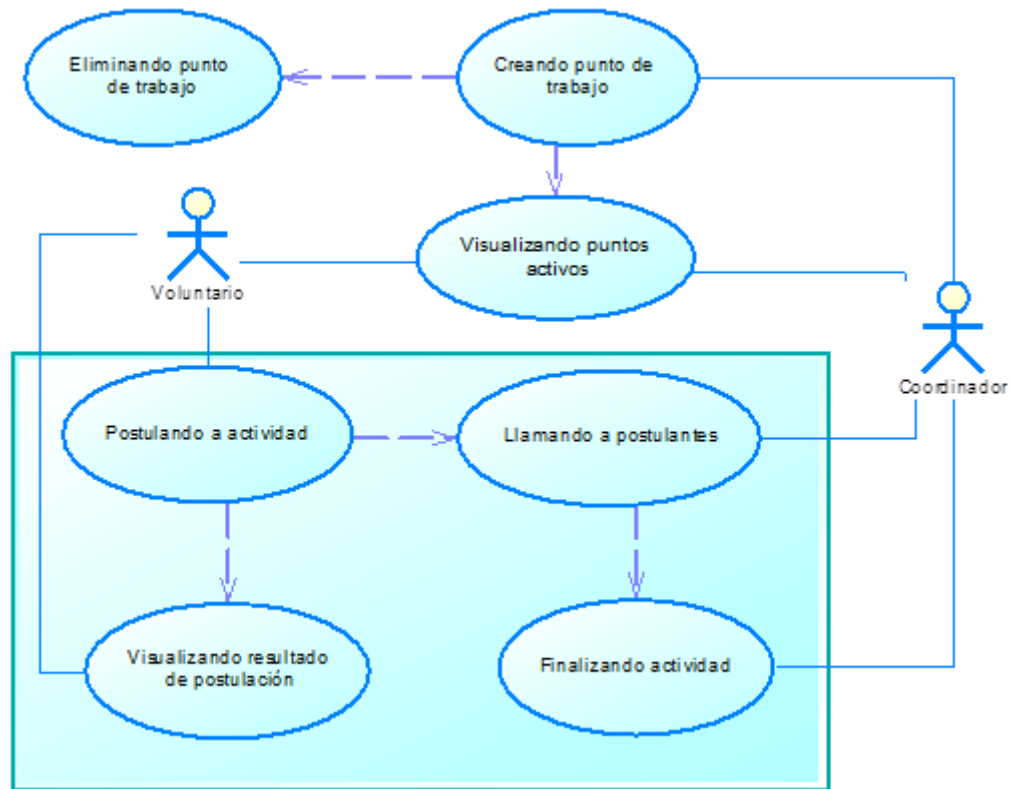 Eliminando punto
de trabajo
Creando punto de
trabajo
Visualizando puntos
activos
Voluntario
Coordinador
Postulando a actividad
Llamando a postulantes
Visualizando resultado
de postulación
Finalizando actividad